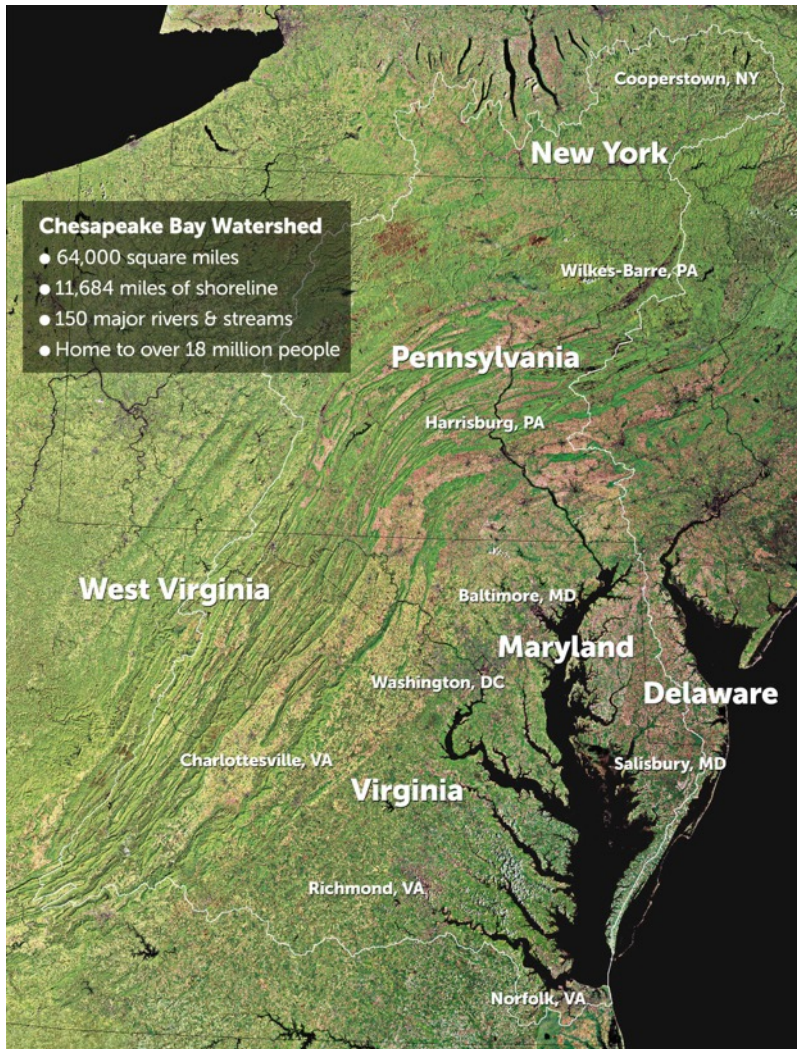 Cooperstown, NY
New York
Chesapeake Bay Watershed
● 64,000 square miles
● 11,684 miles of shoreline
● 150 major rivers & streams
● Home to over 18 million people
Wilkes-Barre, PA
Pennsylvania
Harrisburg, PA
West Virginia
Baltimore, MD
Maryland
Washington, DC
Delaware
Charlottesville, VA
Salisbury, MD
Virginia
Richmond, VA
Norfolk, VA